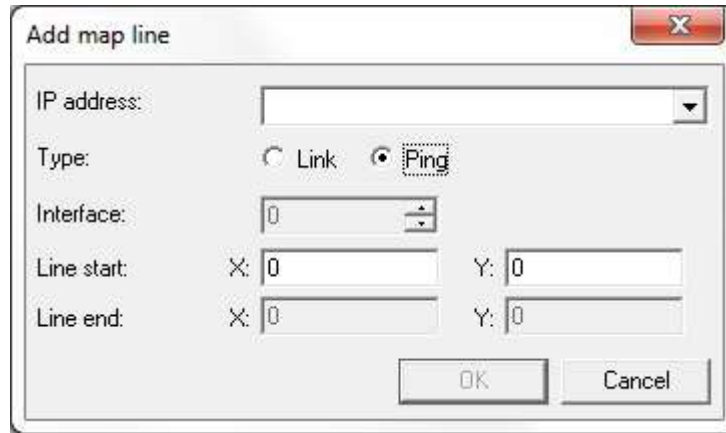 Add map line
IP address:
Type: Link Ping
Interface: 0
Line start: X: 0 Y: 0
Line end: X: 0 Y: 0
OK Cancel